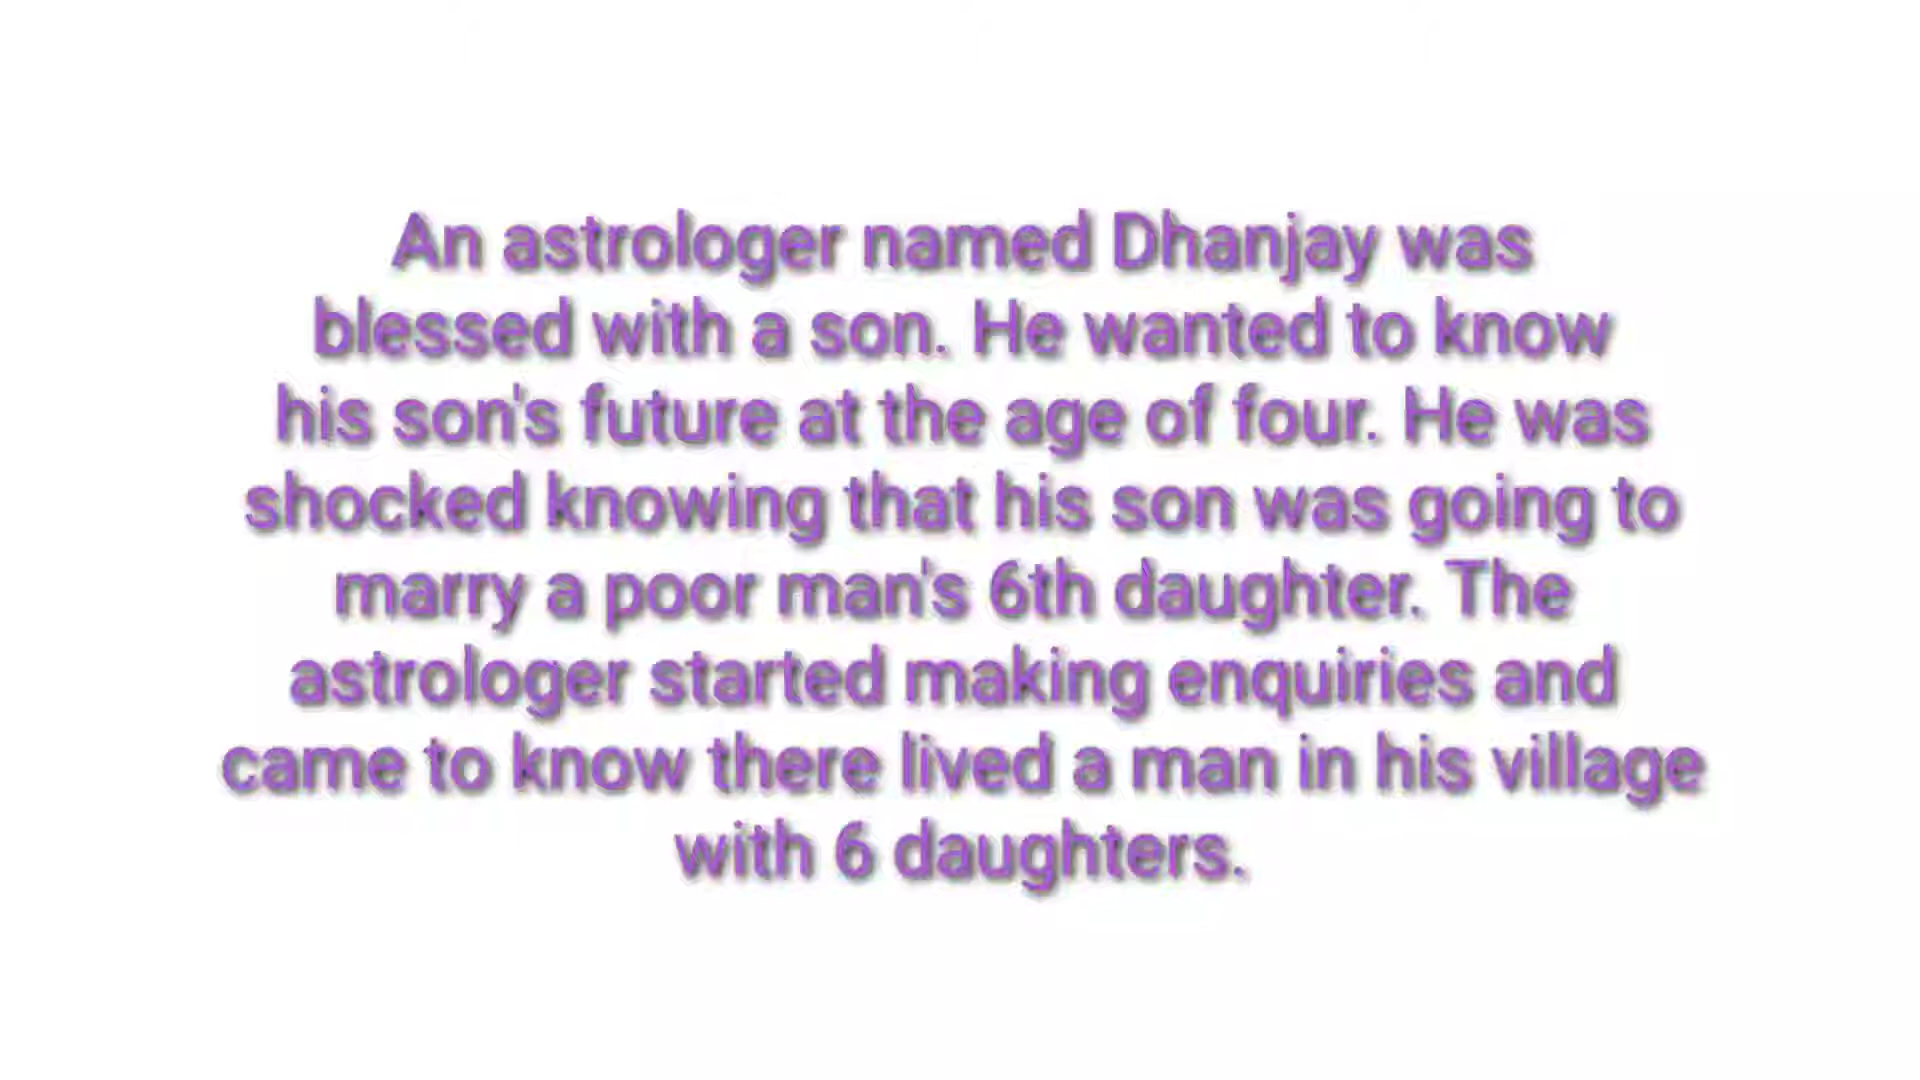 An astrologer named Dhanjay was
blessed with a son. He wanted to know
his son's future at the age of four. He was
shocked knowing that his son was going to
marry a poor man's 6th daughter. The
astrologer started making enquiries and
came to know there lived a man in his village
with 6 daughters.